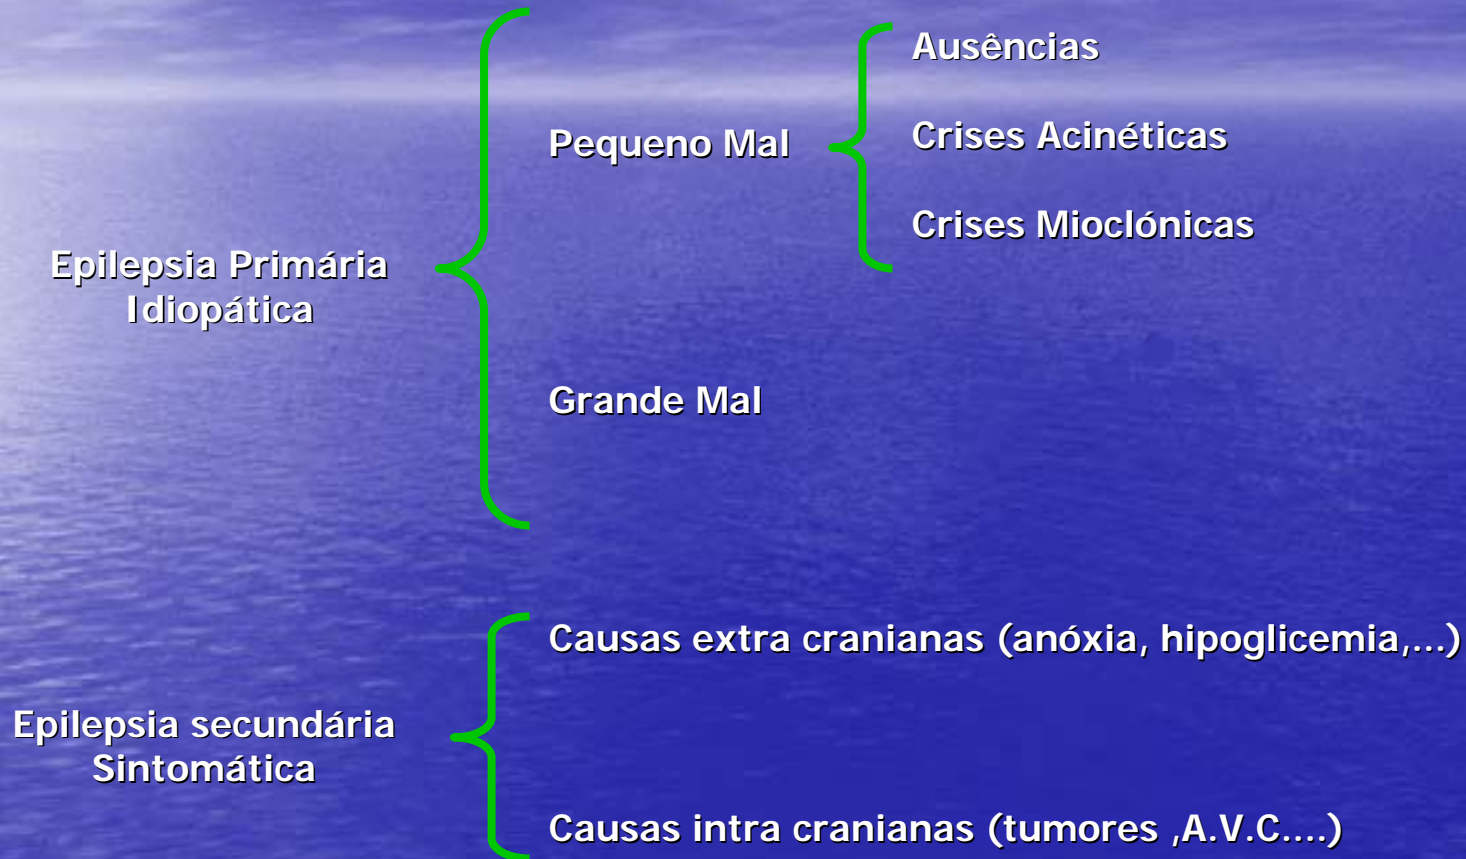 Epilepsia Primária
Idiopática
Pequeno Mal
Ausências
Crises Acinéticas
Crises Mioclónicas
Grande Mal
Epilepsia secundária
Sintomática
Causas extra cranianas (anóxia, hipoglicemia,...)
Causas intra cranianas (tumores ,A.V.C....)